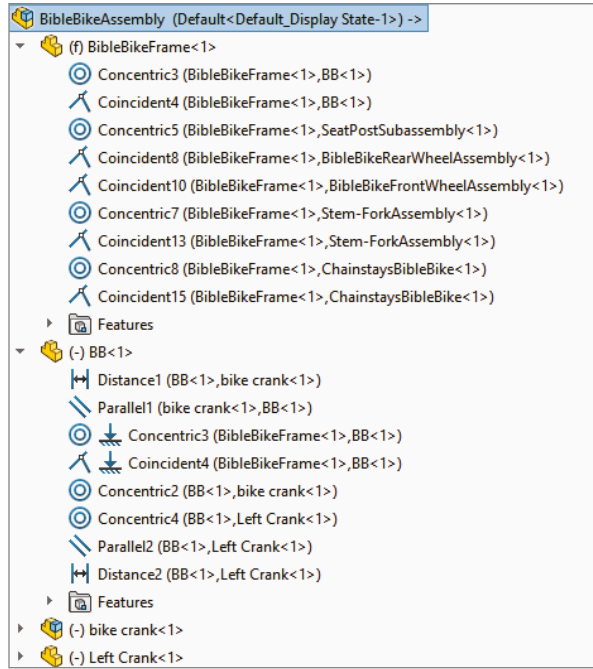 BibleBikeAssembly (Default<Default_Display State-1>) ->
(f) BibleBikeFrame<1>
Concentric3 (BibleBikeFrame<1>,BB<1>)
Coincident4 (BibleBikeFrame<1>,BB<1>)
Concentric5 (BibleBikeFrame<1>,SeatPostSubassembly<1>)
Coincident8 (BibleBikeFrame<1>,BibleBikeRearWheelAssembly<1>)
Coincident10 (BibleBikeFrame<1>,BibleBikeFrontWheelAssembly<1>)
Concentric7 (BibleBikeFrame<1>,Stem-ForkAssembly<1>)
Coincident13 (BibleBikeFrame<1>,Stem-ForkAssembly<1>)
Concentric8 (BibleBikeFrame<1>,ChainstaysBibleBike<1>)
Coincident15 (BibleBikeFrame<1>,ChainstaysBibleBike<1>)
Features
(-) BB<1>
Distance1 (BB<1>,bike crank<1>)
Parallel1 (bike crank<1>,BB<1>)
Concentric3 (BibleBikeFrame<1>,BB<1>)
Coincident4 (BibleBikeFrame<1>,BB<1>)
Concentric2 (BB<1>,bike crank<1>)
Concentric4 (BB<1>,Left Crank<1>)
Parallel2 (BB<1>,Left Crank<1>)
Distance2 (BB<1>,Left Crank<1>)
Features
(-) bike crank<1>
(-) Left Crank<1>